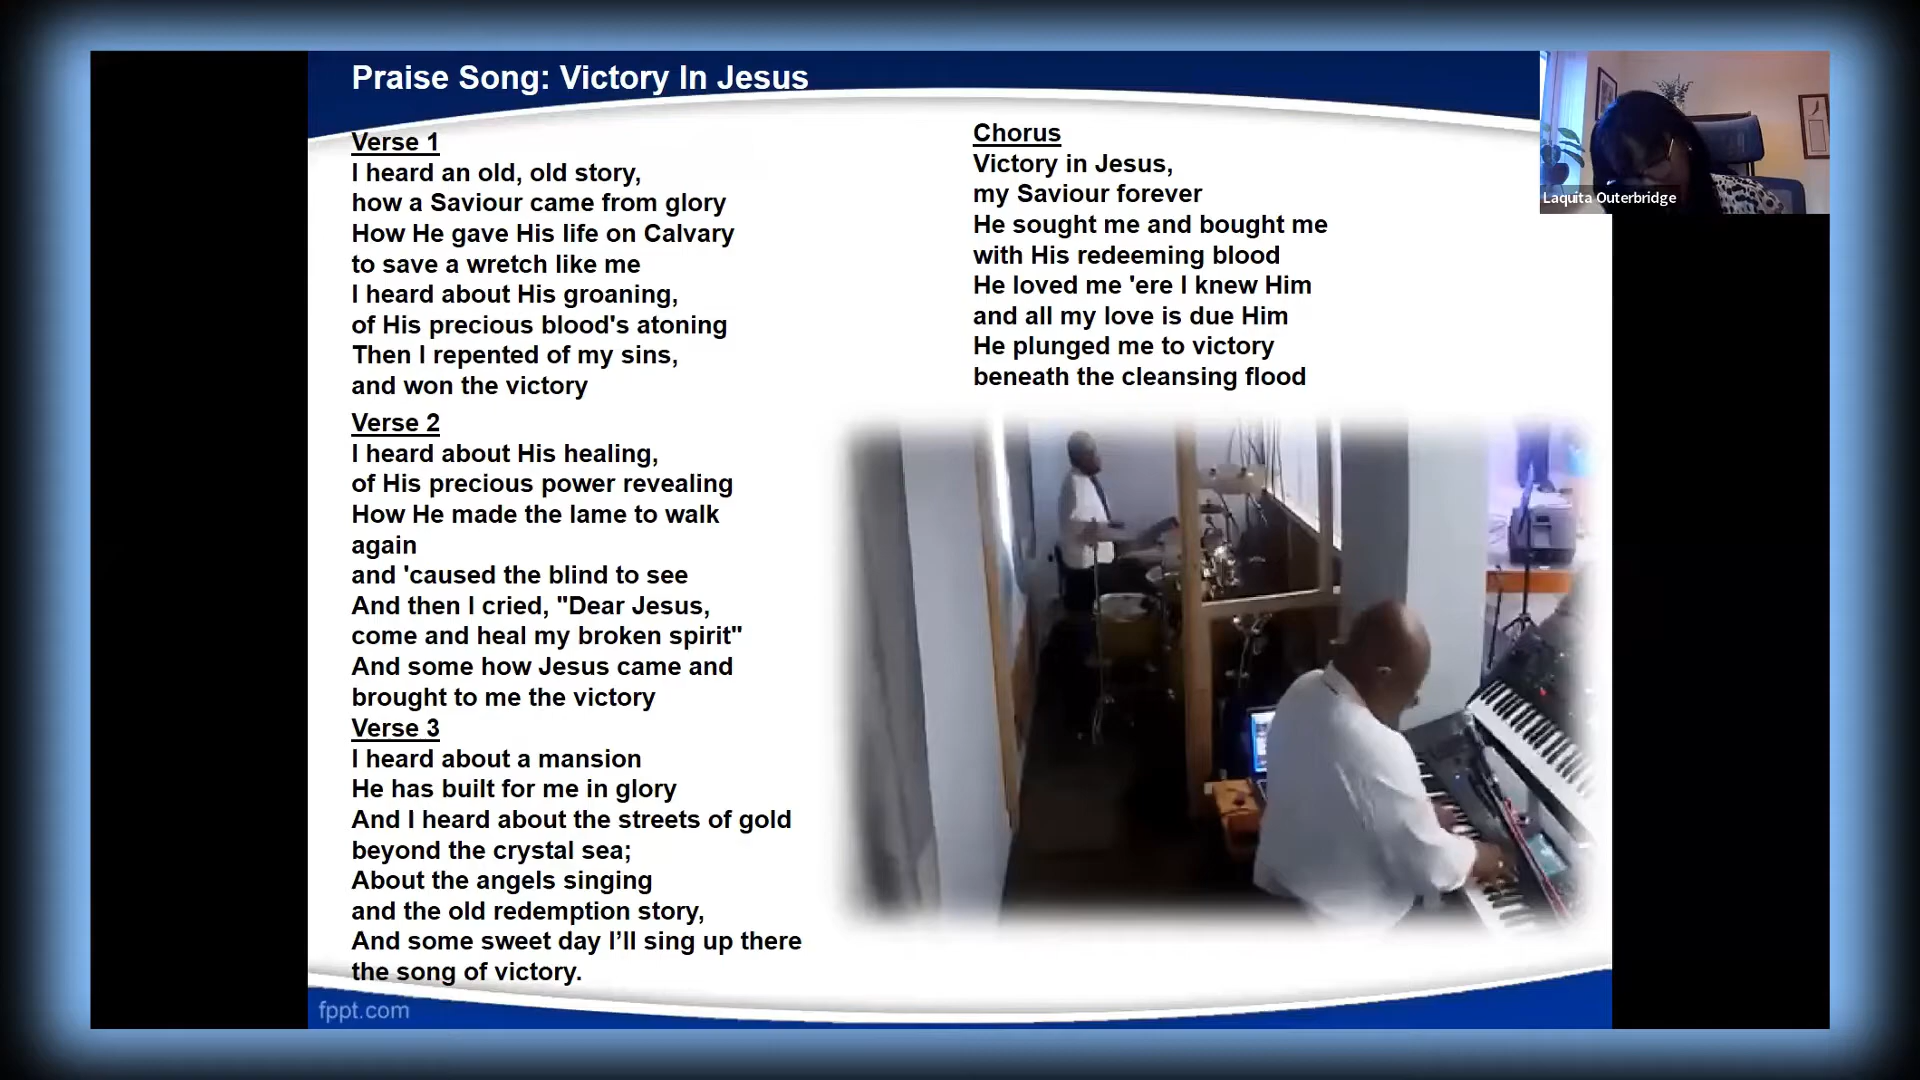 Praise Song: Victory In Jesus
Verse 1
I heard an old, old story,
how a Saviour came from glory
How He gave His life on Calvary
to save a wretch like me
I heard about His groaning,
of His precious blood's atoning
Then I repented of my sins,
and won the victory
Verse 2
I heard about His healing,
of His precious power revealing
How He made the lame to walk
again
and 'caused the blind to see
And then I cried, "Dear Jesus,
come and heal my broken spirit"
And some how Jesus came and
brought to me the victory
Verse 3
I heard about a mansion
He has built for me in glory
And I heard about the streets of gold
beyond the crystal sea;
About the angels singing
and the old redemption story,
And some sweet day I’ll sing up there
the song of victory.
Chorus
Victory in Jesus,
my Saviour forever
He sought me and bought me
with His redeeming blood
He loved me 'ere I knew Him
and all my love is due Him
He plunged me to victory
beneath the cleansing flood
Laquita Outerbridge
fppt.com